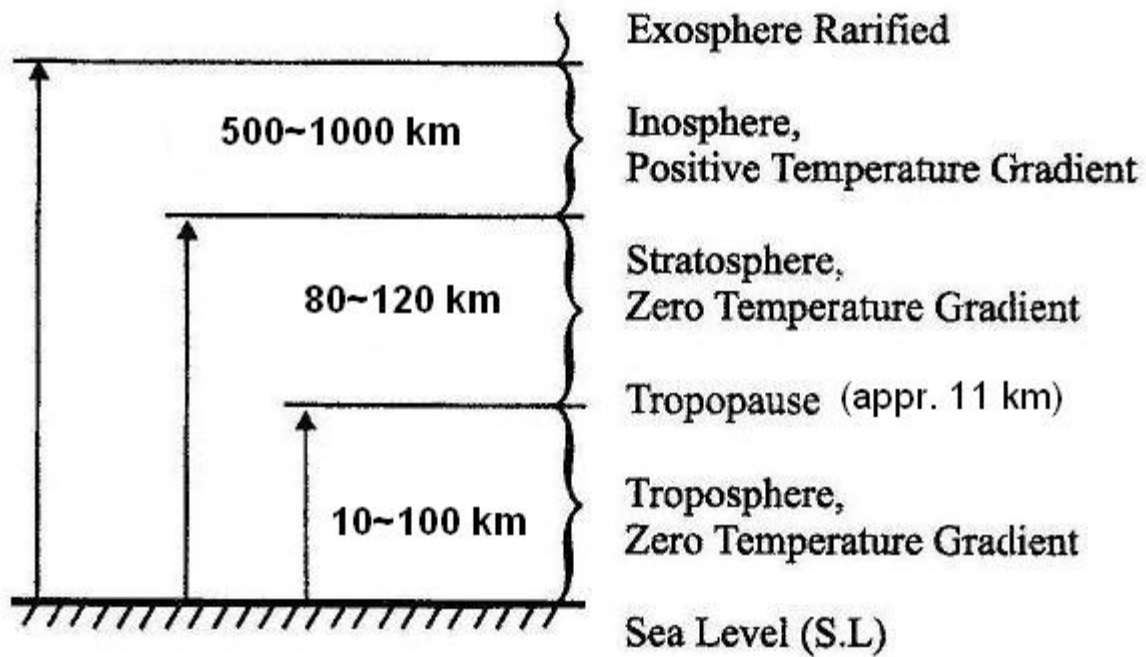 Exosphere Rarified
500~1000 km
Inosphere,
Positive Temperature Gradient
80~120 km
Stratosphere,
Zero Temperature Gradient
Tropopause (appr. 11 km)
10~100 km
Troposphere,
Zero Temperature Gradient
Sea Level (S.L)